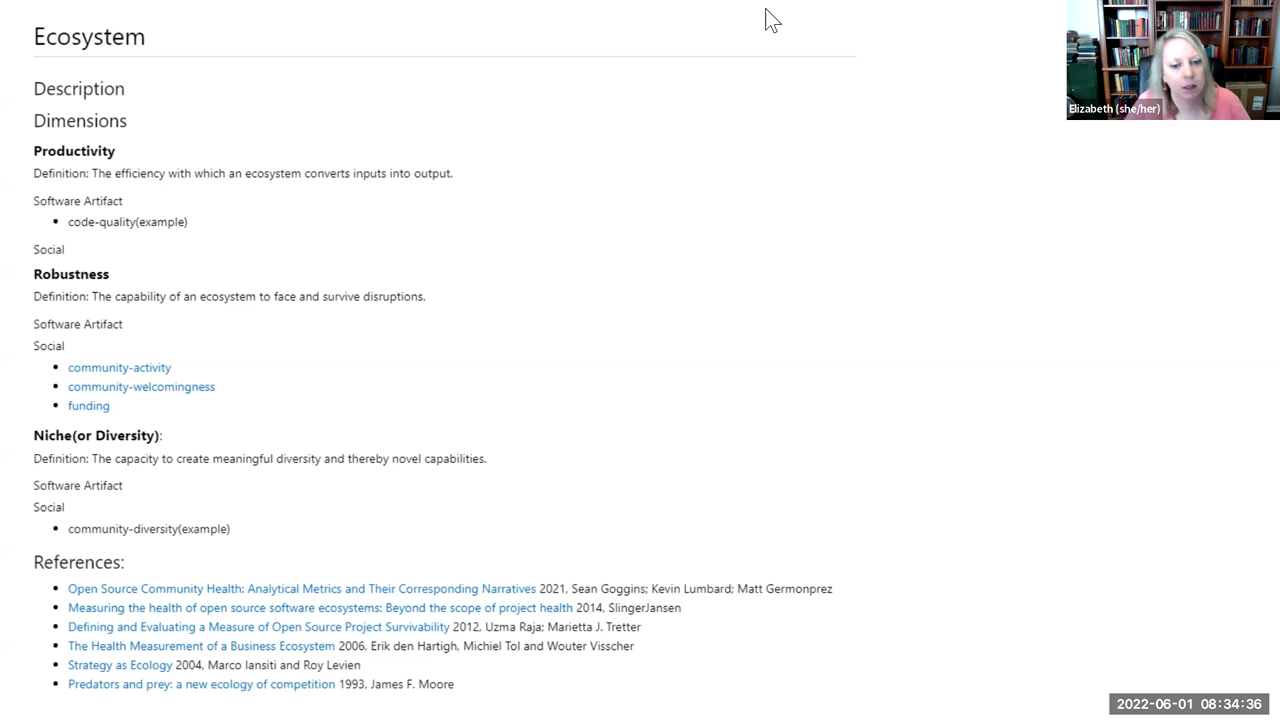 Ecosystem
Description
Dimensions
Productivity
Definition: The efficiency with which an ecosystem converts inputs into output.
Software Artifact
code-quality(example)
Social
Robustness
Definition: The capability of an ecosystem to face and survive disruptions.
Software Artifact
Social
community-activity
community-welcomingness
funding
Niche(or Diversity):
Definition: The capacity to create meaningful diversity and thereby novel capabilities.
Software Artifact
Social
community-diversity(example)
References:
Open Source Community Health: Analytical Metrics and Their Corresponding Narratives 2021, Sean Goggins; Kevin Lumbard; Matt Germonprez
Measuring the health of open source software ecosystems: Beyond the scope of project health 2014, SlingerJansen
Defining and Evaluating a Measure of Open Source Project Survivability 2012, Uzma Raja; Marietta J. Tretter
The Health Measurement of a Business Ecosystem 2006, Erik den Hartigh, Michiel Tol and Wouter Visscher
Strategy as Ecology 2004, Marco Iansiti and Roy Levien
Predators and prey: a new ecology of competition 1993, James F. Moore
Elizabeth (she/her)
2022-06-01 08:34:36